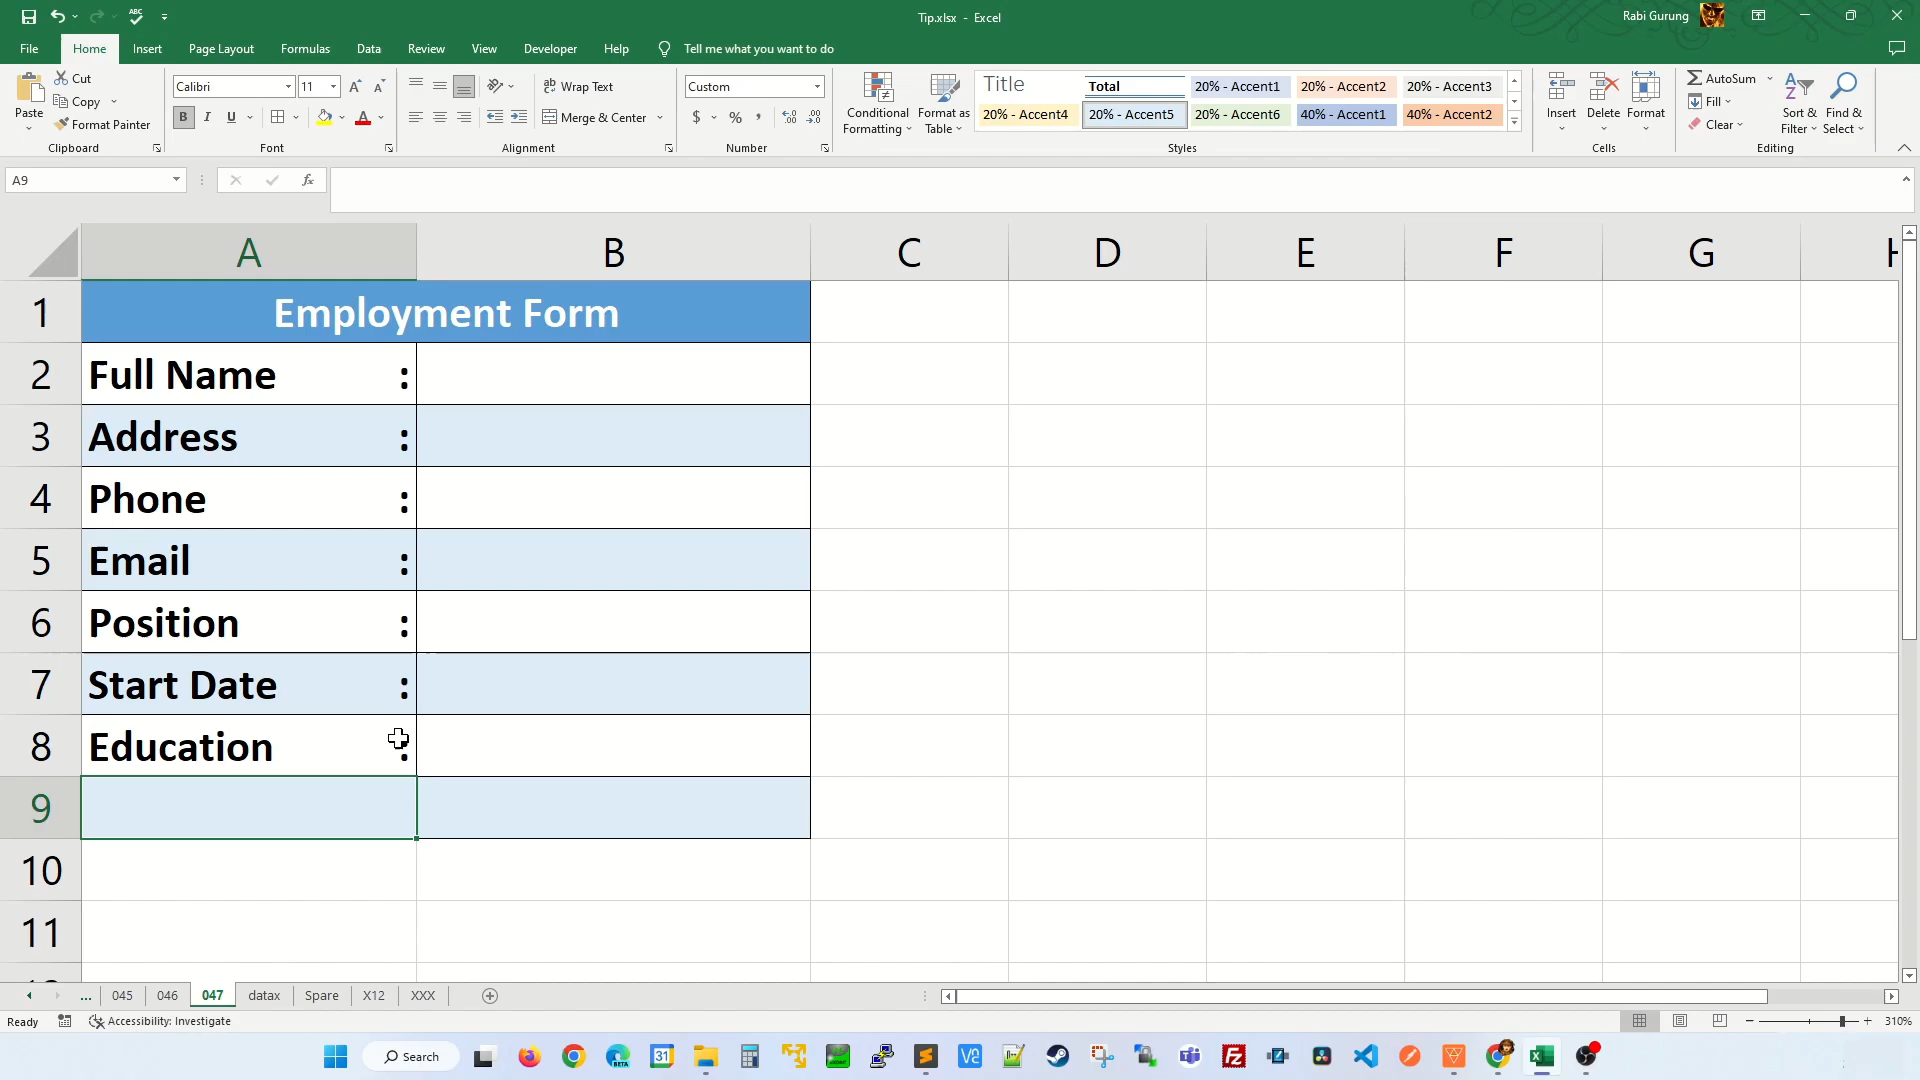 Tip.xlsx - Excel
Rabi Gurung
File Home Insert Page Layout Formulas Data Review View Developer Help Tell me what you want to do
Paste
Cut
Copy
Format Painter
Clipboard
Calibri 11
B I U
Font
Wrap Text
Merge & Center
Alignment
Custom
$ % ,
Number
Conditional Formatting
Format as Table
Title Total 20% - Accent1 20% - Accent2 20% - Accent3
20% - Accent4 20% - Accent5 20% - Accent6 40% - Accent1 40% - Accent2
Styles
Insert Delete Format
Cells
AutoSum
Fill
Clear
Sort & Filter
Find & Select
Editing
A9
fx
A B C D E F G H
1 Employment Form
2 Full Name :
3 Address :
4 Phone :
5 Email :
6 Position :
7 Start Date :
8 Education :
9
10
11
... 045 046 047 datax Spare X12 XXX
Ready Accessibility: Investigate
310%
Search